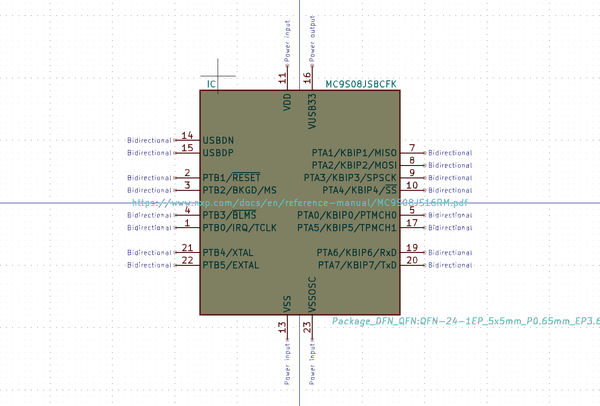 Power input
Power output
11
16
IC
MC9S08JS8CFK
VDD
VUSB33
Bidirectional 14 USBDN
Bidirectional 15 USBDP
PTA1/KBIP1/MISO 7 Bidirectional
PTA2/KBIP2/MOSI 8 Bidirectional
Bidirectional 2 PTB1/RESET
PTA3/KBIP3/SPSCK 9 Bidirectional
Bidirectional 3 PTB2/BKGD/MS
PTA4/KBIP4/SS 10 Bidirectional
https://www.nxp.com/docs/en/reference-manual/MC9S08JS16RM.pdf
Bidirectional 4 PTB3/BLMS
PTA0/KBIP0/PTMCH0 5 Bidirectional
Bidirectional 1 PTB0/IRQ/TCLK
PTA5/KBIP5/TPMCH1 17 Bidirectional
Bidirectional 21 PTB4/XTAL
PTA6/KBIP6/RxD 19 Bidirectional
Bidirectional 22 PTB5/EXTAL
PTA7/KBIP7/TxD 20 Bidirectional
VSS
VSSOSC
Package_DFN_QFN:QFN-24-1EP_5x5mm_P0.65mm_EP3.6
13
23
Power input
Power input